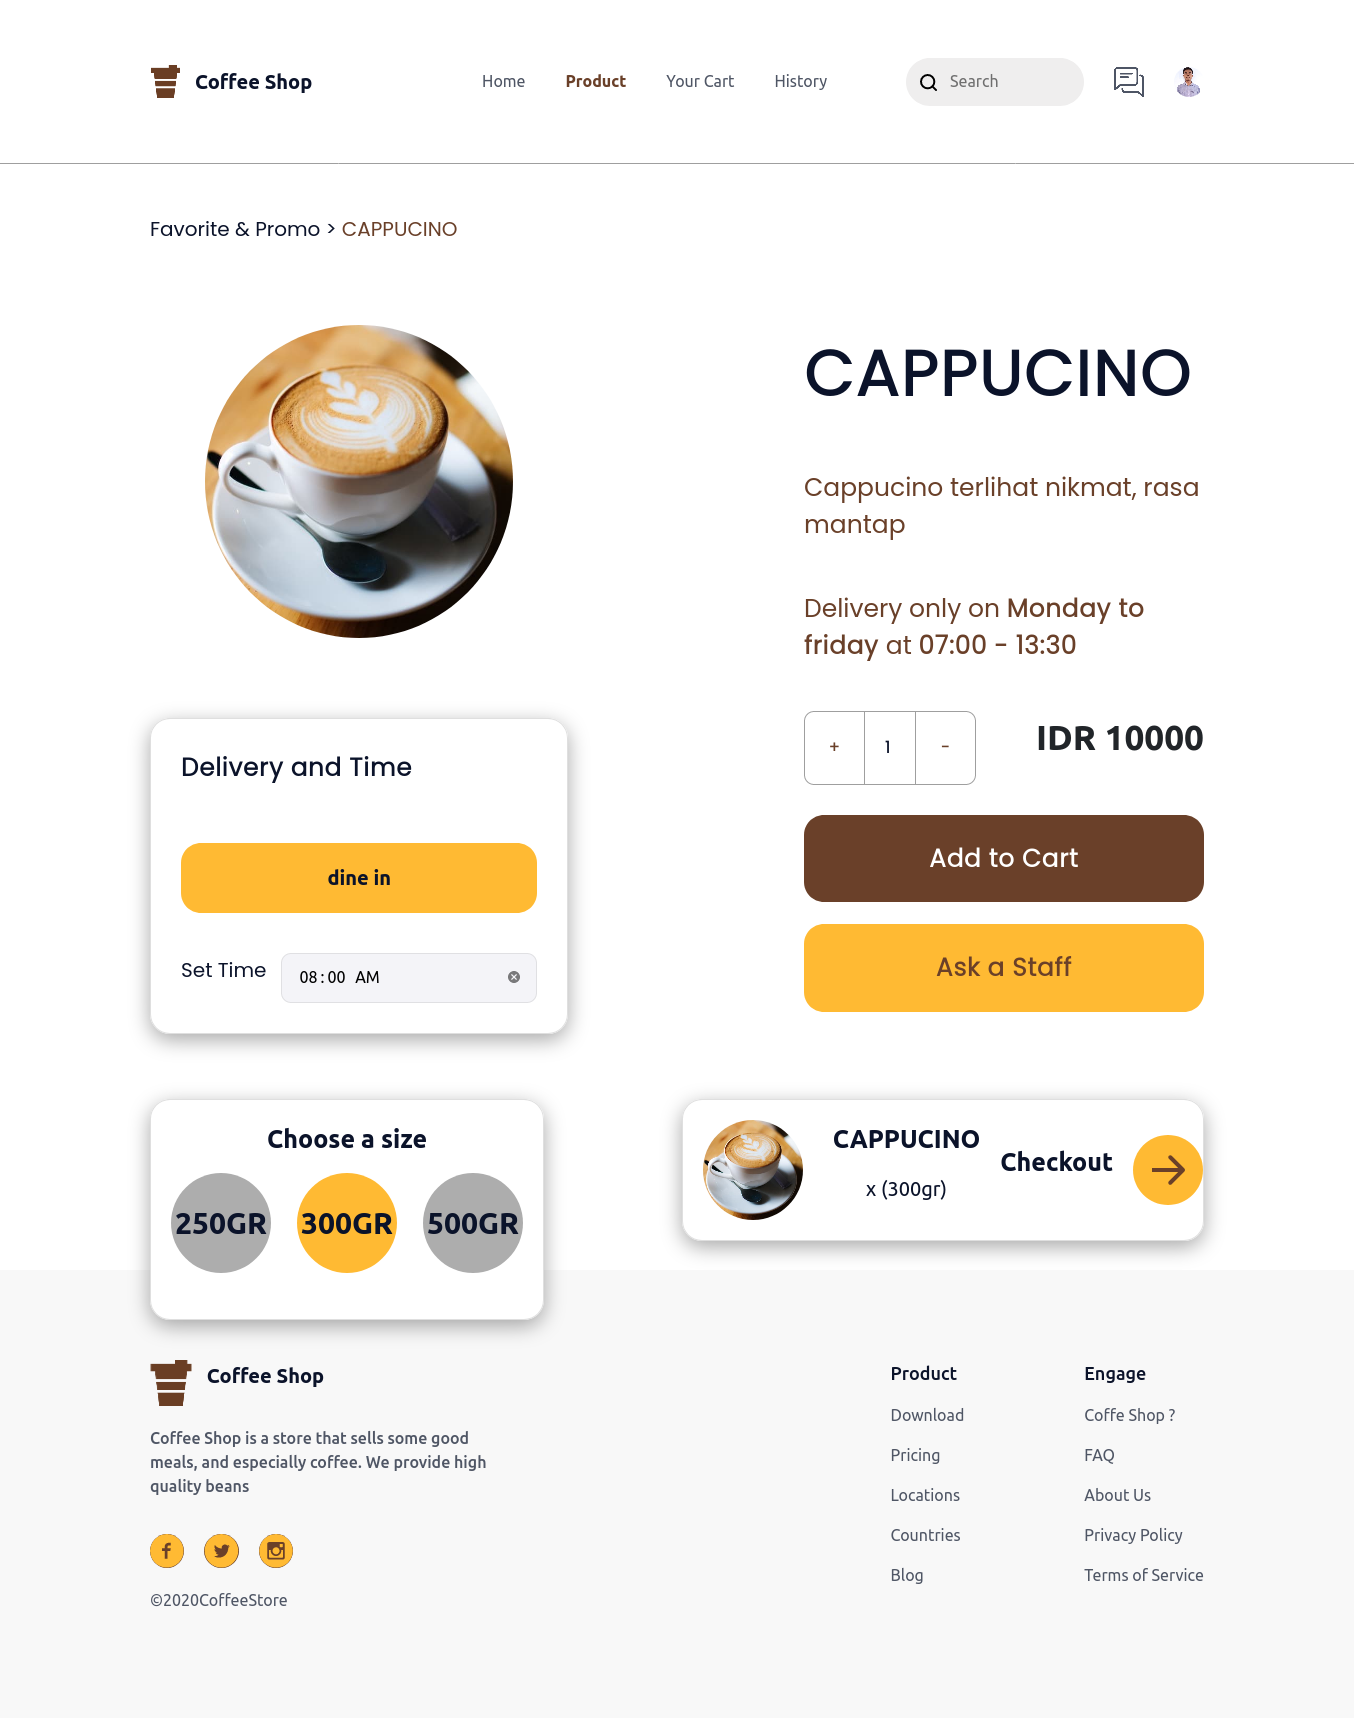 Coffee Shop
Home
Product
Your Cart
History
Search
Favorite & Promo > CAPPUCINO
CAPPUCINO
Cappucino terlihat nikmat, rasa
mantap
Delivery only on Monday to
friday at 07:00 - 13:30
+ 1 -
IDR 10000
Add to Cart
Ask a Staff
Delivery and Time
dine in
Set Time
08:00 AM
Choose a size
250GR
300GR
500GR
CAPPUCINO
x (300gr)
Checkout
Coffee Shop
Coffee Shop is a store that sells some good
meals, and especially coffee. We provide high
quality beans
©2020CoffeeStore
Product
Download
Pricing
Locations
Countries
Blog
Engage
Coffe Shop ?
FAQ
About Us
Privacy Policy
Terms of Service